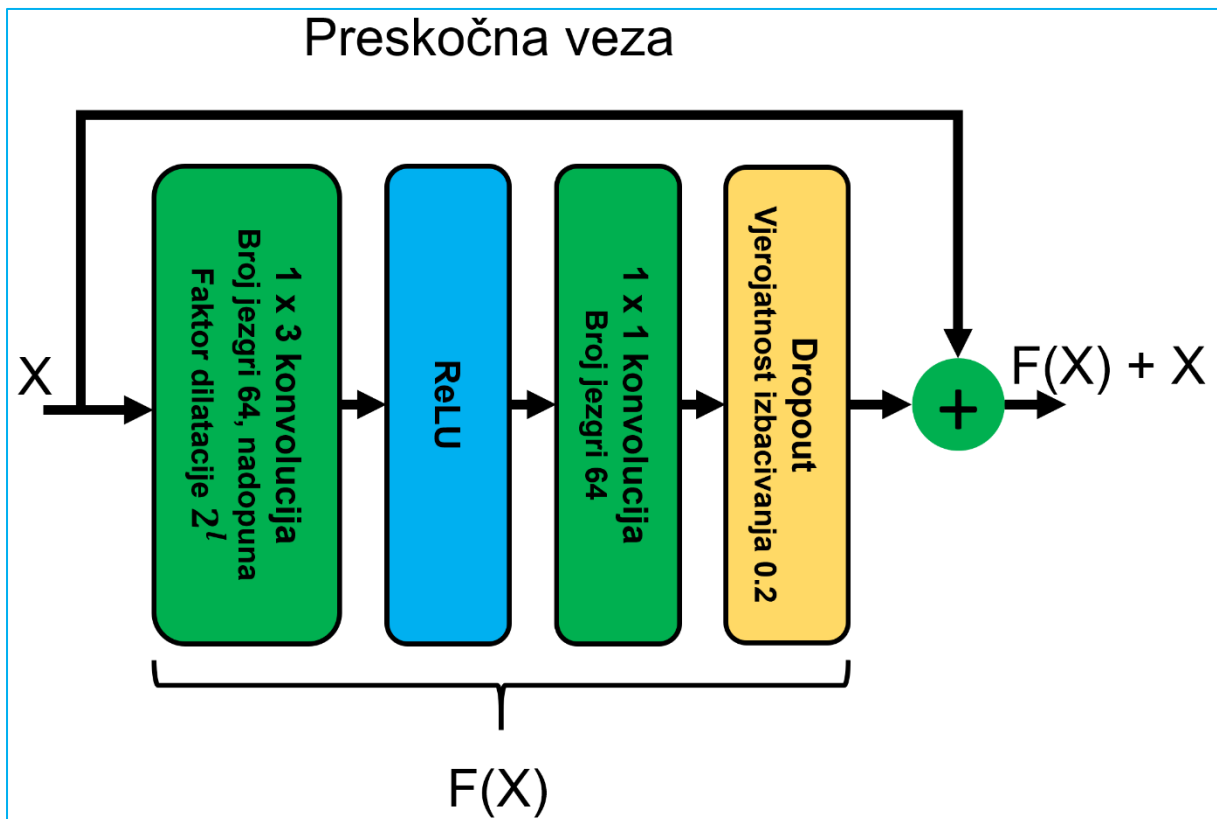 Preskočna veza
X
1 x 3 konvolucija
Broj jezgri 64, nadopuna
Faktor dilatacije 2^l
ReLU
1 x 1 konvolucija
Broj jezgri 64
Dropout
Vjerojatnost izbacivanja 0.2
+
F(X) + X
F(X)